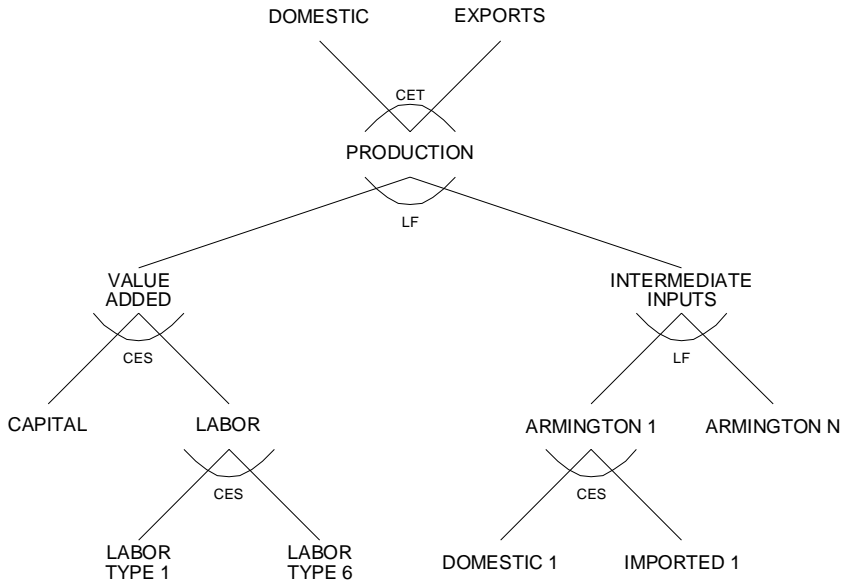 DOMESTIC EXPORTS
CET
PRODUCTION
LF
VALUE
ADDED
INTERMEDIATE
INPUTS
CES
LF
CAPITAL LABOR ARMINGTON 1 ARMINGTON N
CES
CES
LABOR
TYPE 1
LABOR
TYPE 6
DOMESTIC 1 IMPORTED 1